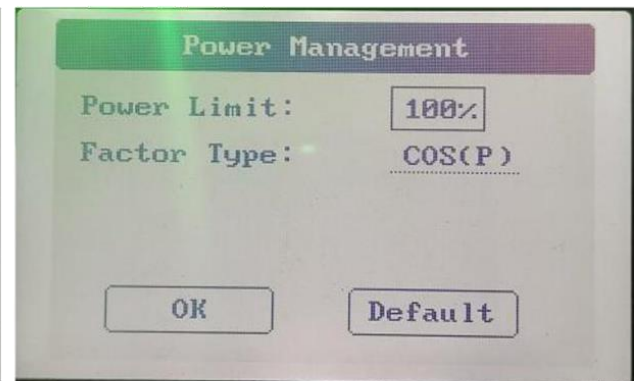 Power Management
Power Limit: 100%
Factor Type: COS(P)
OK Default